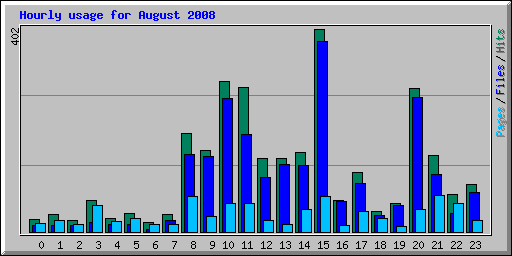 Hourly usage for August 2008
402
Pages / Files / Hits
0 1 2 3 4 5 6 7 8 9 10 11 12 13 14 15 16 17 18 19 20 21 22 23